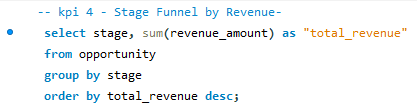 -- kpi 4 - Stage Funnel by Revenue-
select stage, sum(revenue_amount) as "total_revenue"
from opportunity
group by stage
order by total_revenue desc;